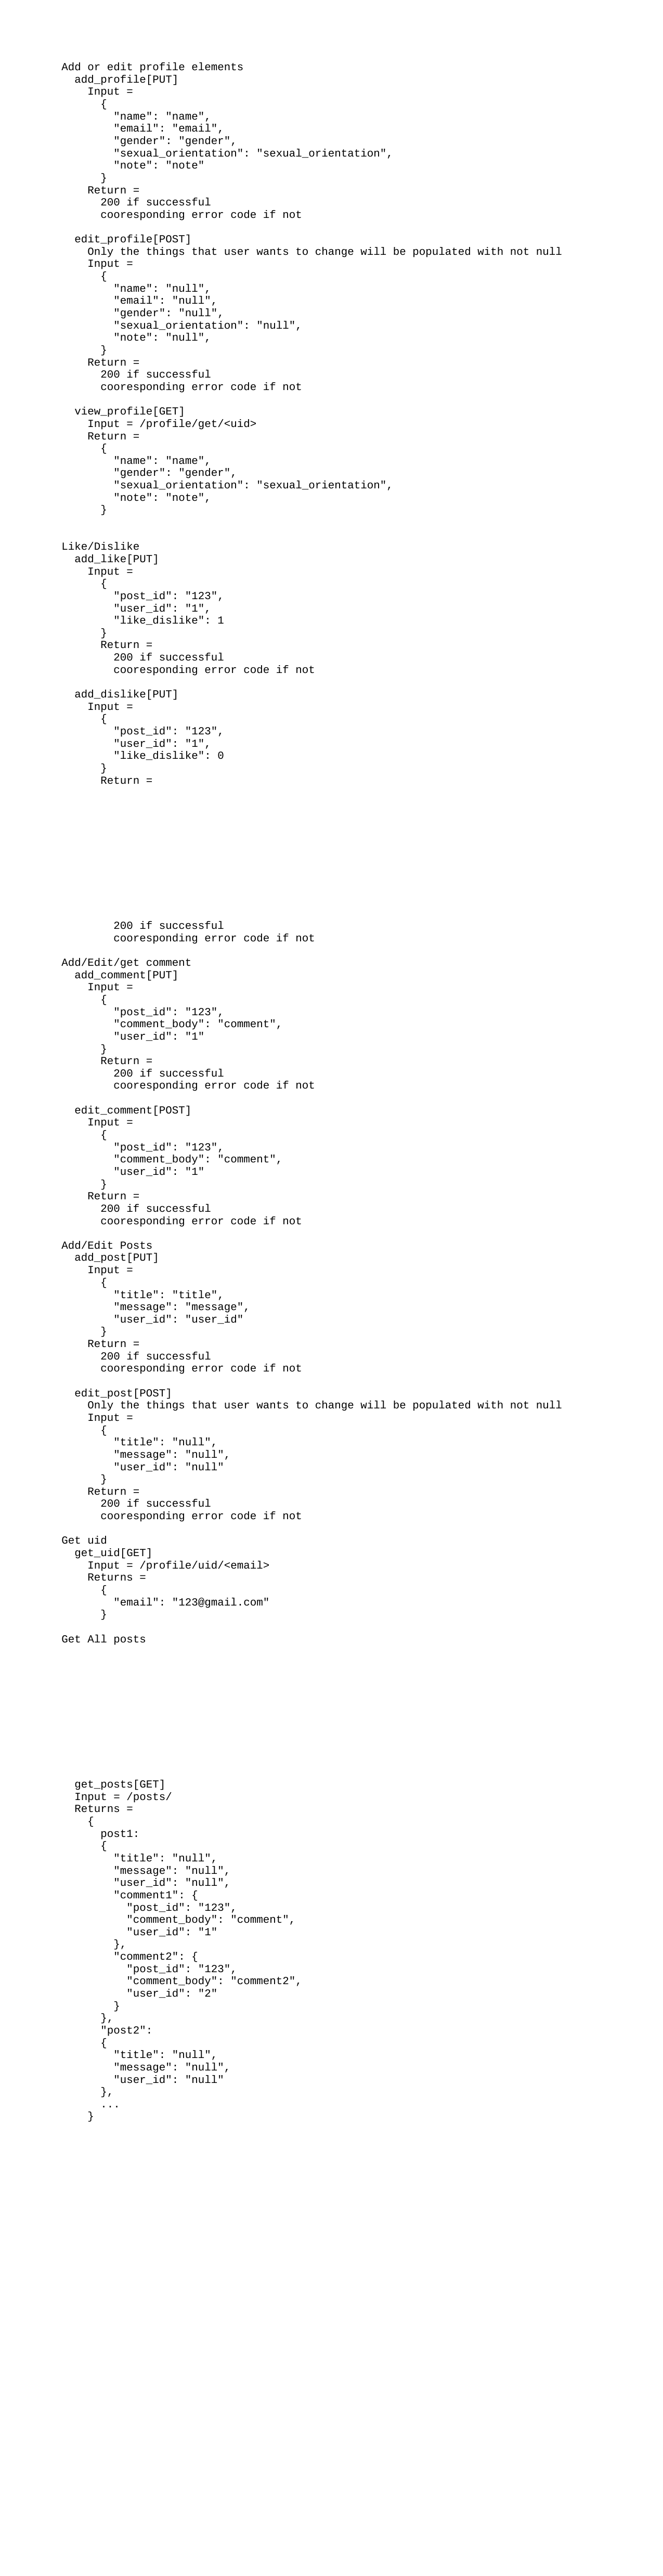 Add or edit profile elements
  add_profile[PUT]
    Input =
      {
        "name": "name",
        "email": "email",
        "gender": "gender",
        "sexual_orientation": "sexual_orientation",
        "note": "note"
      }
    Return =
      200 if successful
      cooresponding error code if not

  edit_profile[POST]
    Only the things that user wants to change will be populated with not null
    Input =
      {
        "name": "null",
        "email": "null",
        "gender": "null",
        "sexual_orientation": "null",
        "note": "null",
      }
    Return =
      200 if successful
      cooresponding error code if not

  view_profile[GET]
    Input = /profile/get/<uid>
    Return =
      {
        "name": "name",
        "gender": "gender",
        "sexual_orientation": "sexual_orientation",
        "note": "note",
      }

Like/Dislike
  add_like[PUT]
    Input =
      {
        "post_id": "123",
        "user_id": "1",
        "like_dislike": 1
      }
      Return =
        200 if successful
        cooresponding error code if not

  add_dislike[PUT]
    Input =
      {
        "post_id": "123",
        "user_id": "1",
        "like_dislike": 0
      }
      Return =
        200 if successful
        cooresponding error code if not

Add/Edit/get comment
  add_comment[PUT]
    Input =
      {
        "post_id": "123",
        "comment_body": "comment",
        "user_id": "1"
      }
      Return =
        200 if successful
        cooresponding error code if not

  edit_comment[POST]
    Input =
      {
        "post_id": "123",
        "comment_body": "comment",
        "user_id": "1"
      }
    Return =
      200 if successful
      cooresponding error code if not

Add/Edit Posts
  add_post[PUT]
    Input =
      {
        "title": "title",
        "message": "message",
        "user_id": "user_id"
      }
    Return =
      200 if successful
      cooresponding error code if not

  edit_post[POST]
    Only the things that user wants to change will be populated with not null
    Input =
      {
        "title": "null",
        "message": "null",
        "user_id": "null"
      }
    Return =
      200 if successful
      cooresponding error code if not

Get uid
  get_uid[GET]
    Input = /profile/uid/<email>
    Returns =
      {
        "email": "123@gmail.com"
      }

Get All posts
  get_posts[GET]
  Input = /posts/
  Returns =
    {
      post1:
      {
        "title": "null",
        "message": "null",
        "user_id": "null",
        "comment1": {
          "post_id": "123",
          "comment_body": "comment",
          "user_id": "1"
        },
        "comment2": {
          "post_id": "123",
          "comment_body": "comment2",
          "user_id": "2"
        }
      },
      "post2":
      {
        "title": "null",
        "message": "null",
        "user_id": "null"
      },
      ...
    }